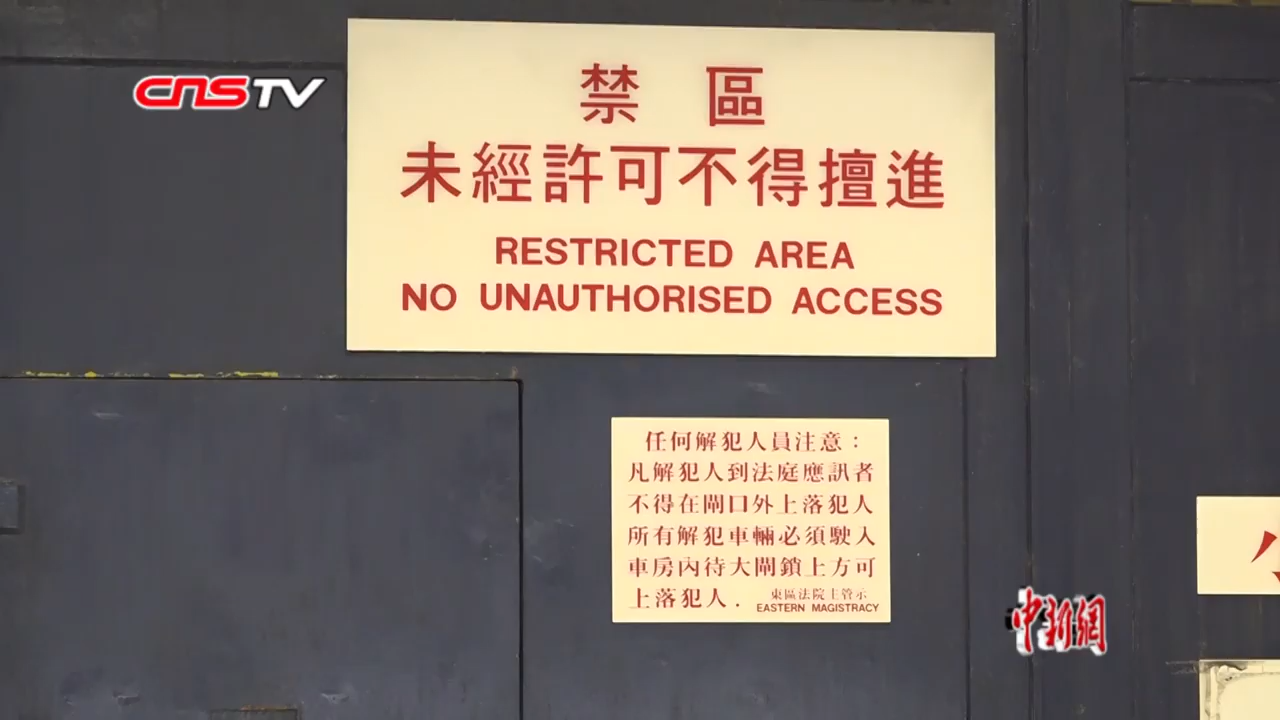 CNSTV
禁 區
未經許可不得擅進
RESTRICTED AREA
NO UNAUTHORISED ACCESS
任何解犯人員注意：
凡解犯人到法庭應訊者
不得在閘口外上落犯人
所有解犯車輛必須駛入
車房內待大閘鎖上方可
上落犯人．
東區法院主管示
EASTERN MAGISTRACY
中新網